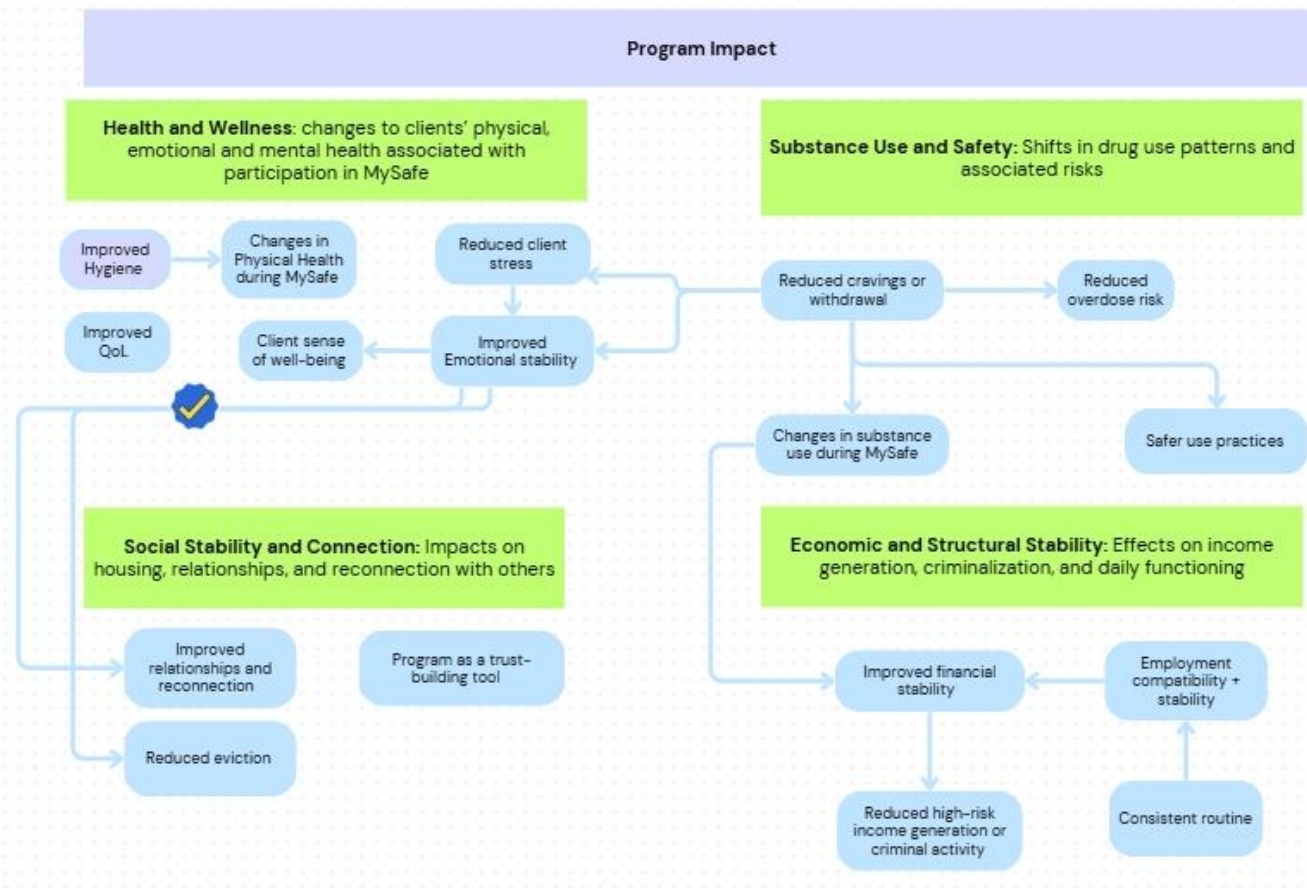 Program Impact
Health and Wellness: changes to clients' physical,
emotional and mental health associated with
participation in MySafe
Substance Use and Safety: Shifts in drug use patterns and
associated risks
Improved
Hygiene
Changes in
Physical Health
during MySafe
Reduced client
stress
Reduced cravings or
withdrawal
Reduced
overdose risk
Improved
QoL
Client sense
of well-being
Improved
Emotional stability
Changes in substance
use during MySafe
Safer use practices
Social Stability and Connection: Impacts on
housing, relationships, and reconnection with others
Economic and Structural Stability: Effects on income
generation, criminalization, and daily functioning
Improved
relationships and
reconnection
Program as a trust-
building tool
Improved financial
stability
Employment
compatibility +
stability
Reduced eviction
Reduced high-risk
income generation or
criminal activity
Consistent routine